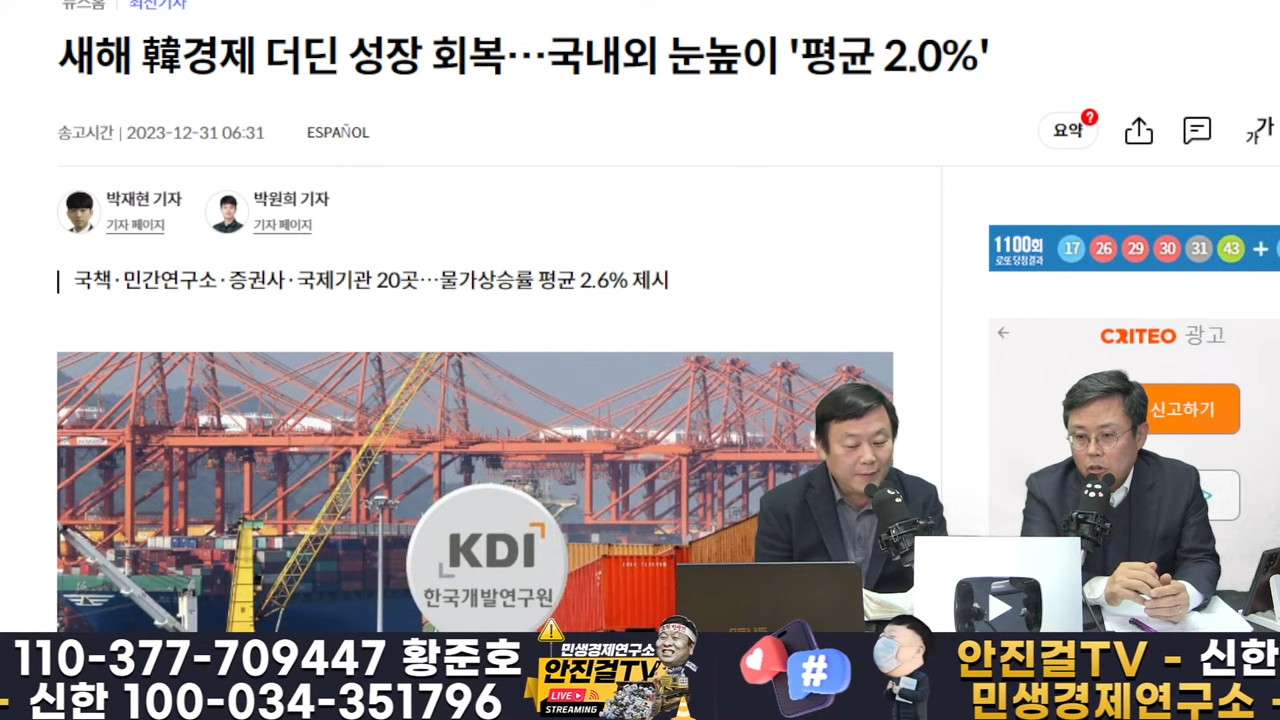 뉴스홈 | 최신기사
새해 韓경제 더딘 성장 회복…국내외 눈높이 '평균 2.0%'
송고시간 | 2023-12-31 06:31 ESPAÑOL
요약 ?
가 가
박재현 기자
기자 페이지
박원희 기자
기자 페이지
국책·민간연구소·증권사·국제기관 20곳…물가상승률 평균 2.6% 제시
1100회
로또 당첨결과
17 26 29 30 31 43 +
CRITEO 광고
신고하기
KDI
한국개발연구원
110-377-709447 황준호
- 신한 100-034-351796
민생경제연구소
안진걸TV
LIVE
STREAMING
#
안진걸TV - 신한
민생경제연구소 -